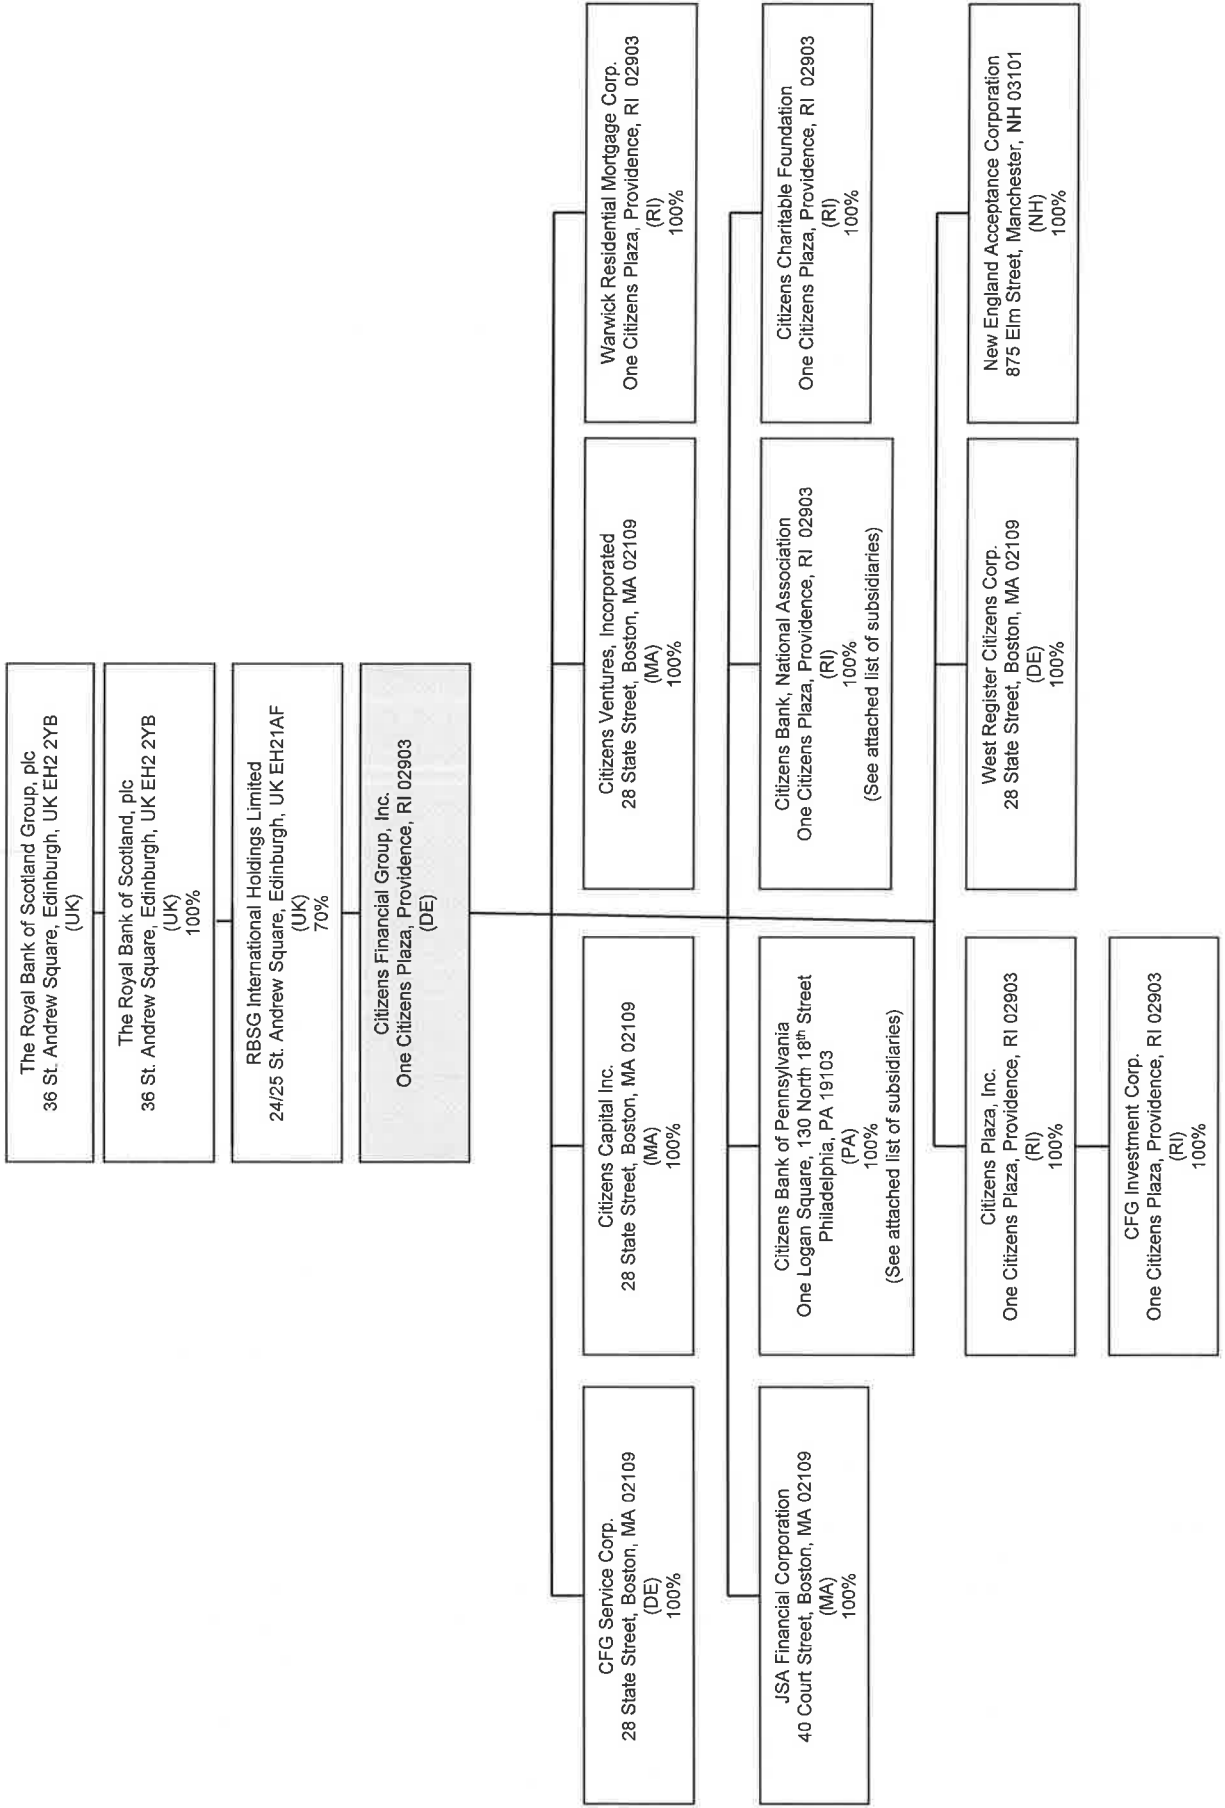 The Royal Bank of Scotland Group, plc
36 St. Andrew Square, Edinburgh, UK EH2 2YB
(UK)
The Royal Bank of Scotland, plc
36 St. Andrew Square, Edinburgh, UK EH2 2YB
(UK)
100%
RBSG International Holdings Limited
24/25 St. Andrew Square, Edinburgh, UK EH21AF
(UK)
70%
Citizens Financial Group, Inc.
One Citizens Plaza, Providence, RI 02903
(DE)
CFG Service Corp.
28 State Street, Boston, MA 02109
(DE)
100%
Citizens Capital Inc.
28 State Street, Boston, MA 02109
(MA)
100%
Citizens Ventures, Incorporated
28 State Street, Boston, MA 02109
(MA)
100%
Warwick Residential Mortgage Corp.
One Citizens Plaza, Providence, RI 02903
(RI)
100%
JSA Financial Corporation
40 Court Street, Boston, MA 02109
(MA)
100%
Citizens Bank of Pennsylvania
One Logan Square, 130 North 18th Street
Philadelphia, PA 19103
(PA)
100%
(See attached list of subsidiaries)
Citizens Bank, National Association
One Citizens Plaza, Providence, RI 02903
(RI)
100%
(See attached list of subsidiaries)
Citizens Charitable Foundation
One Citizens Plaza, Providence, RI 02903
(RI)
100%
Citizens Plaza, Inc.
One Citizens Plaza, Providence, RI 02903
(RI)
100%
West Register Citizens Corp.
28 State Street, Boston, MA 02109
(DE)
100%
New England Acceptance Corporation
875 Elm Street, Manchester, NH 03101
(NH)
100%
CFG Investment Corp.
One Citizens Plaza, Providence, RI 02903
(RI)
100%